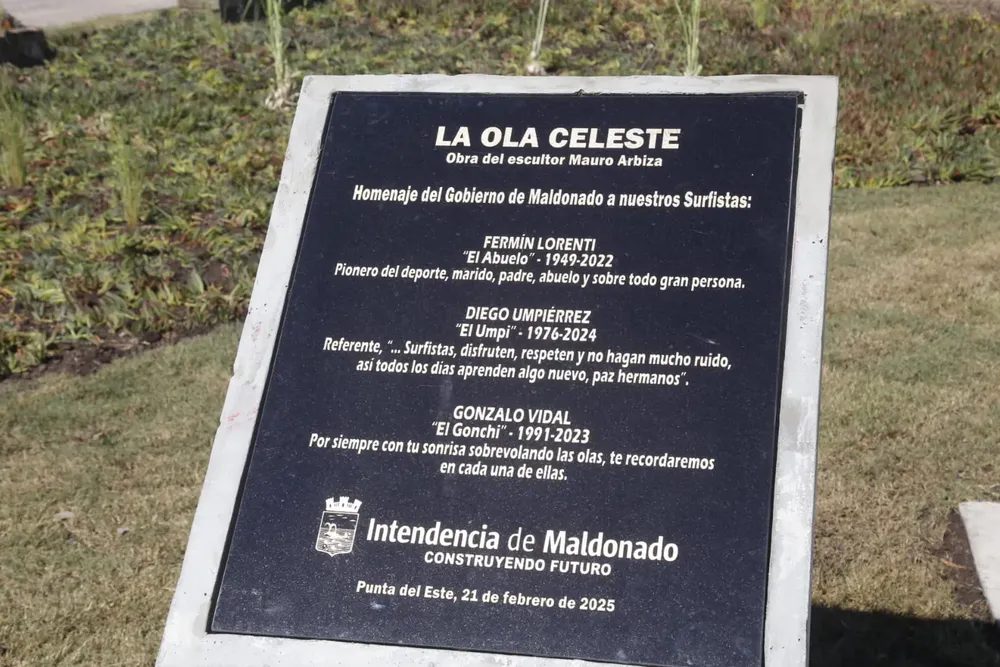 LA OLA CELESTE
Obra del escultor Mauro Arbiza
Homenaje del Gobierno de Maldonado a nuestros Surfistas:
FERMÍN LORENTI
"El Abuelo" - 1949-2022
Pionero del deporte, marido, padre, abuelo y sobre todo gran persona.
DIEGO UMPIÉRREZ
"El Umpi" - 1976-2024
Referente, "... Surfistas, disfruten, respeten y no hagan mucho ruido,
así todos los días aprenden algo nuevo, paz hermanos".
GONZALO VIDAL
"El Gonchi" - 1991-2023
Por siempre con tu sonrisa sobrevolando las olas, te recordaremos
en cada una de ellas.
Intendencia de Maldonado
CONSTRUYENDO FUTURO
Punta del Este, 21 de febrero de 2025